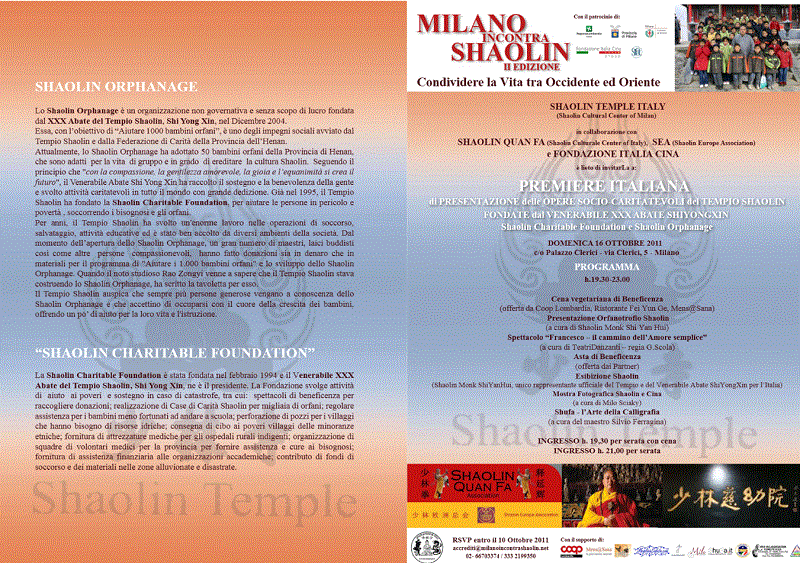 SHAOLIN ORPHANAGE
Lo Shaolin Orphanage è un organizzazione non governativa e senza scopo di lucro fondata
dal XXX Abate del Tempio Shaolin, Shi Yong Xin, nel Dicembre 2004.
Essa, con l'obiettivo di "Aiutare 1000 bambini orfani", è uno degli impegni sociali avviato dal
Tempio Shaolin e dalla Federazione di Carità della Provincia dell'Henan.
Attualmente, lo Shaolin Orphanage ha adottato 50 bambini orfani della Provincia di Henan,
che sono adatti per la vita di gruppo e in grado di ereditare la cultura Shaolin. Seguendo il
principio che "con la compassione, la gentilezza amorevole, la gioia e l'equanimità si crea il
futuro", il Venerabile Abate Shi Yong Xin ha raccolto il sostegno e la benevolenza della gente
e svolto attività caritatevoli in tutto il mondo con grande dedizione. Già nel 1995, il Tempio
Shaolin ha fondato la Shaolin Charitable Foundation, per aiutare le persone in pericolo e
povertà , soccorrendo i bisognosi e gli orfani.
Per anni, il Tempio Shaolin ha svolto un'enorme lavoro nelle operazioni di soccorso,
salvataggio, attività educative ed è stato ben accolto da diversi ambienti della società. Dal
momento dell'apertura dello Shaolin Orphanage, un gran numero di maestri, laici buddisti
così come altre persone compassionevoli, hanno fatto donazioni sia in denaro che in
materiali per il programma di "Aiutare i 1.000 bambini orfani" e lo sviluppo dello Shaolin
Orphanage. Quando il noto studioso Rao Zongyi venne a sapere che il Tempio Shaolin stava
costruendo lo Shaolin Orphanage, ha scritto la tavoletta per esso.
Il Tempio Shaolin auspica che sempre più persone generose vengano a conoscenza dello
Shaolin Orphanage e che accettino di occuparsi con il cuore della crescita dei bambini,
offrendo un po' di aiuto per la loro vita e l'istruzione.
"SHAOLIN CHARITABLE FOUNDATION"
La Shaolin Charitable Foundation è stata fondata nel febbraio 1994 e il Venerabile XXX
Abate del Tempio Shaolin, Shi Yong Xin, ne è il presidente. La Fondazione svolge attività
di aiuto ai poveri e sostegno in caso di catastrofe, tra cui: spettacoli di beneficenza per
raccogliere donazioni; realizzazione di Case di Carità Shaolin per migliaia di orfani; regolare
assistenza per i bambini meno fortunati ad andare a scuola; perforazione di pozzi per i villaggi
che hanno bisogno di risorse idriche; consegna di cibo ai poveri villaggi delle minoranze
etniche; fornitura di attrezzature mediche per gli ospedali rurali indigenti; organizzazione di
squadre di volontari medici per la provincia per fornire assistenza e cure ai bisognosi;
fornitura di assistenza finanziaria alle organizzazioni accademiche; contributo di fondi di
soccorso e dei materiali nelle zone alluvionate e disastrate.
Shaolin Temple
MILANO
INCONTRA
SHAOLIN
II EDIZIONE
Con il patrocinio di:
Provincia di Milano
Fondazione Italia Cina
Condividere la Vita tra Occidente ed Oriente
SHAOLIN TEMPLE ITALY
(Shaolin Cultural Center of Milan)
in collaborazione con
SHAOLIN QUAN FA (Shaolin Culturale Center of Italy), SEA (Shaolin Europe Association)
e FONDAZIONE ITALIA CINA
è lieto di invitarLa a:
PREMIERE ITALIANA
di PRESENTAZIONE delle OPERE SOCIO-CARITATEVOLI del TEMPIO SHAOLIN
FONDATE dal VENERABILE XXX ABATE SHIYONGXIN
Shaolin Charitable Foundation e Shaolin Orphanage
DOMENICA 16 OTTOBRE 2011
c/o Palazzo Clerici - via Clerici, 5 - Milano
PROGRAMMA
h.19.30-23.00
Cena vegetariana di Beneficenza
(offerta da Coop Lombardia, Ristorante Fei Yun Ge, Mens@Sana)
Presentazione Orfanotrofio Shaolin
(a cura di Shaolin Monk Shi Yan Hui)
Spettacolo "Francesco – il cammino dell'Amore semplice"
(a cura di TeatriDanzanti – regia G.Scola)
Asta di Beneficenza
(offerta dai Partner)
Esibizione Shaolin
(Shaolin Monk ShiYanHui, unico rappresentante ufficiale del Tempio e del Venerabile Abate ShiYongXin per l'Italia)
Mostra Fotografica Shaolin e Cina
(a cura di Milo Sciaky)
Shufa - l'Arte della Calligrafia
(a cura del maestro Silvio Ferragina)
Shaolin Temple
INGRESSO h. 19,30 per serata con cena
INGRESSO h. 21,00 per serata
少林拳
SHAOLIN
QUAN FA
ASSOCIATION
少林欧洲总会
Shaolin Europe Association
少林慈幼院
RSVP entro il 10 Ottobre 2011
accrediti@milanoincontrashaolin.net
02- 66703374 / 333 2199350
Con il supporto di:
coop